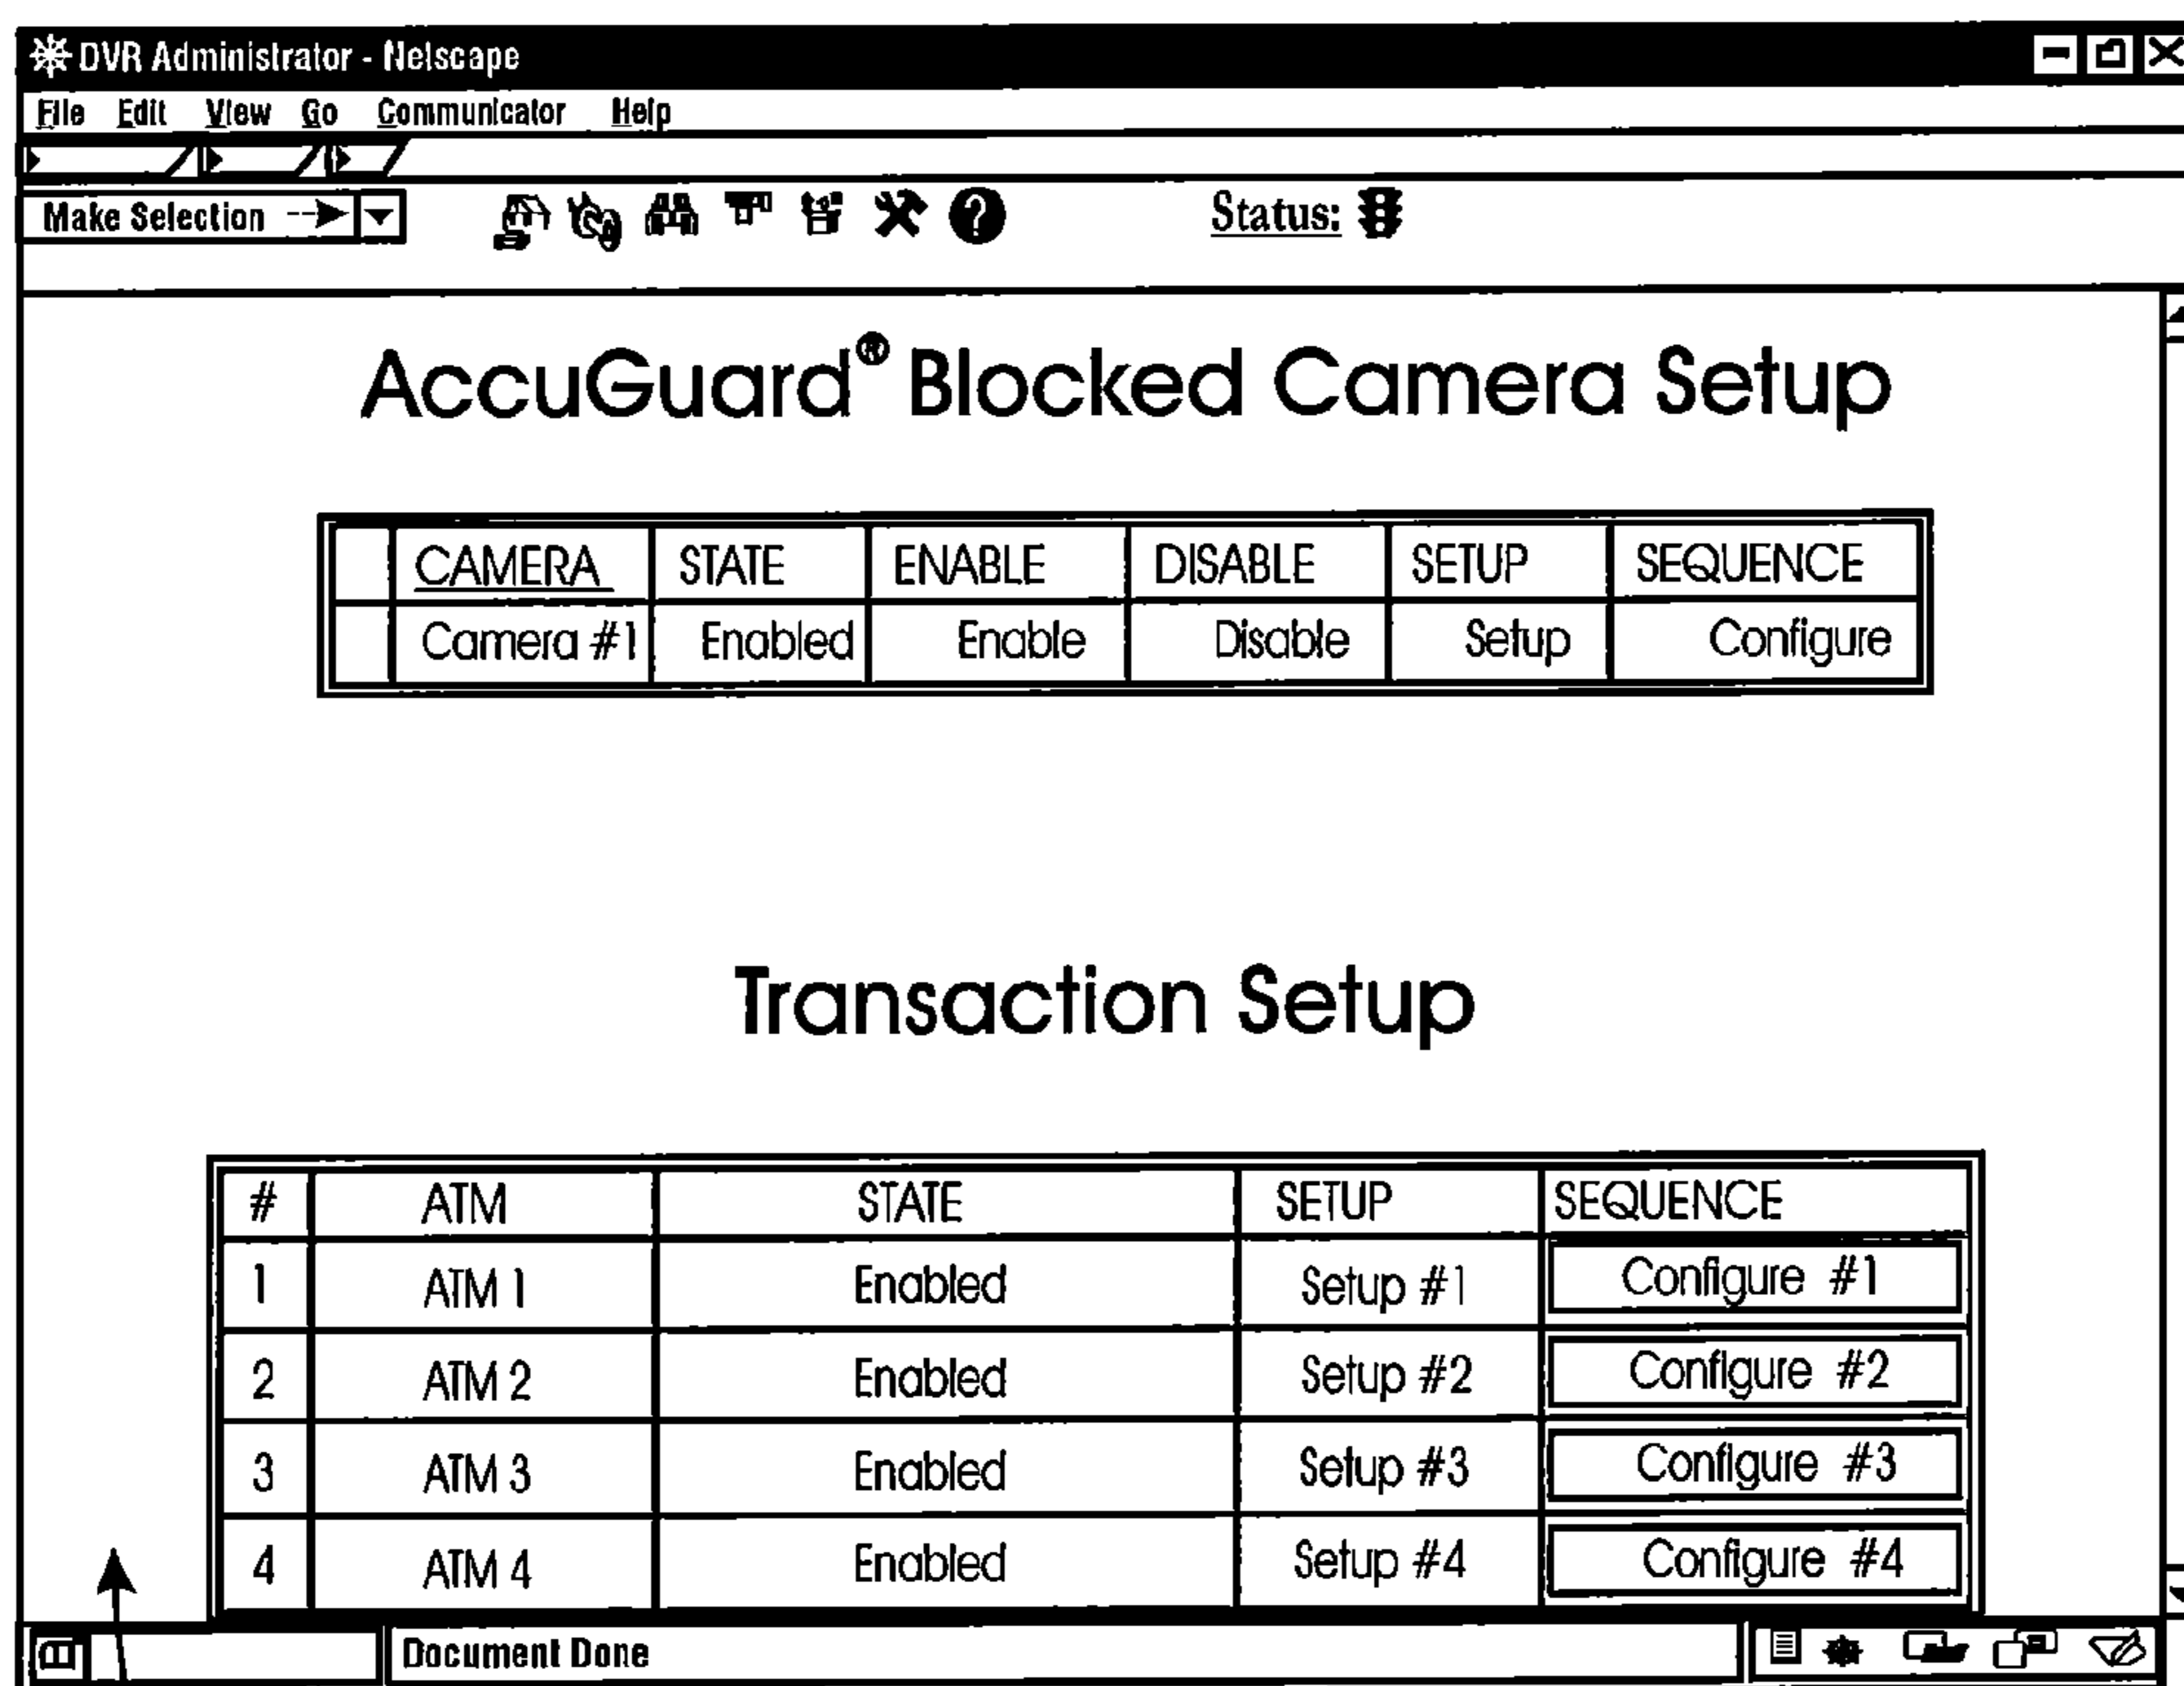 DVR Administrator - Netscape
File Edit View Go Communicator Help
Make Selection Status:
AccuGuard® Blocked Camera Setup
CAMERA STATE ENABLE DISABLE SETUP SEQUENCE
Camera #1 Enabled Enable Disable Setup Configure
Transaction Setup
# ATM STATE SETUP SEQUENCE
1 ATM 1 Enabled Setup #1 Configure #1
2 ATM 2 Enabled Setup #2 Configure #2
3 ATM 3 Enabled Setup #3 Configure #3
4 ATM 4 Enabled Setup #4 Configure #4
Document Done